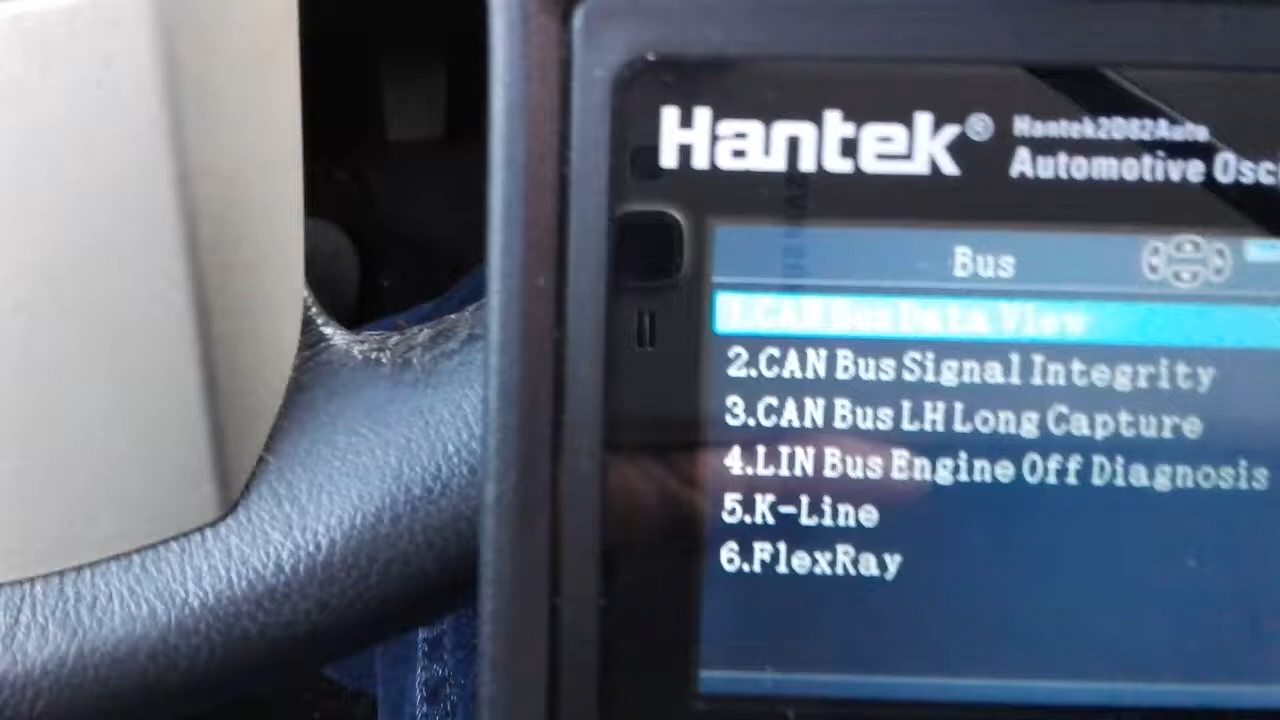 Hantek®
Hantek2D82Auto
Automotive Osci
Bus
1.CAN Bus Data View
2.CAN Bus Signal Integrity
3.CAN Bus LH Long Capture
4.LIN Bus Engine Off Diagnosis
5.K-Line
6.FlexRay